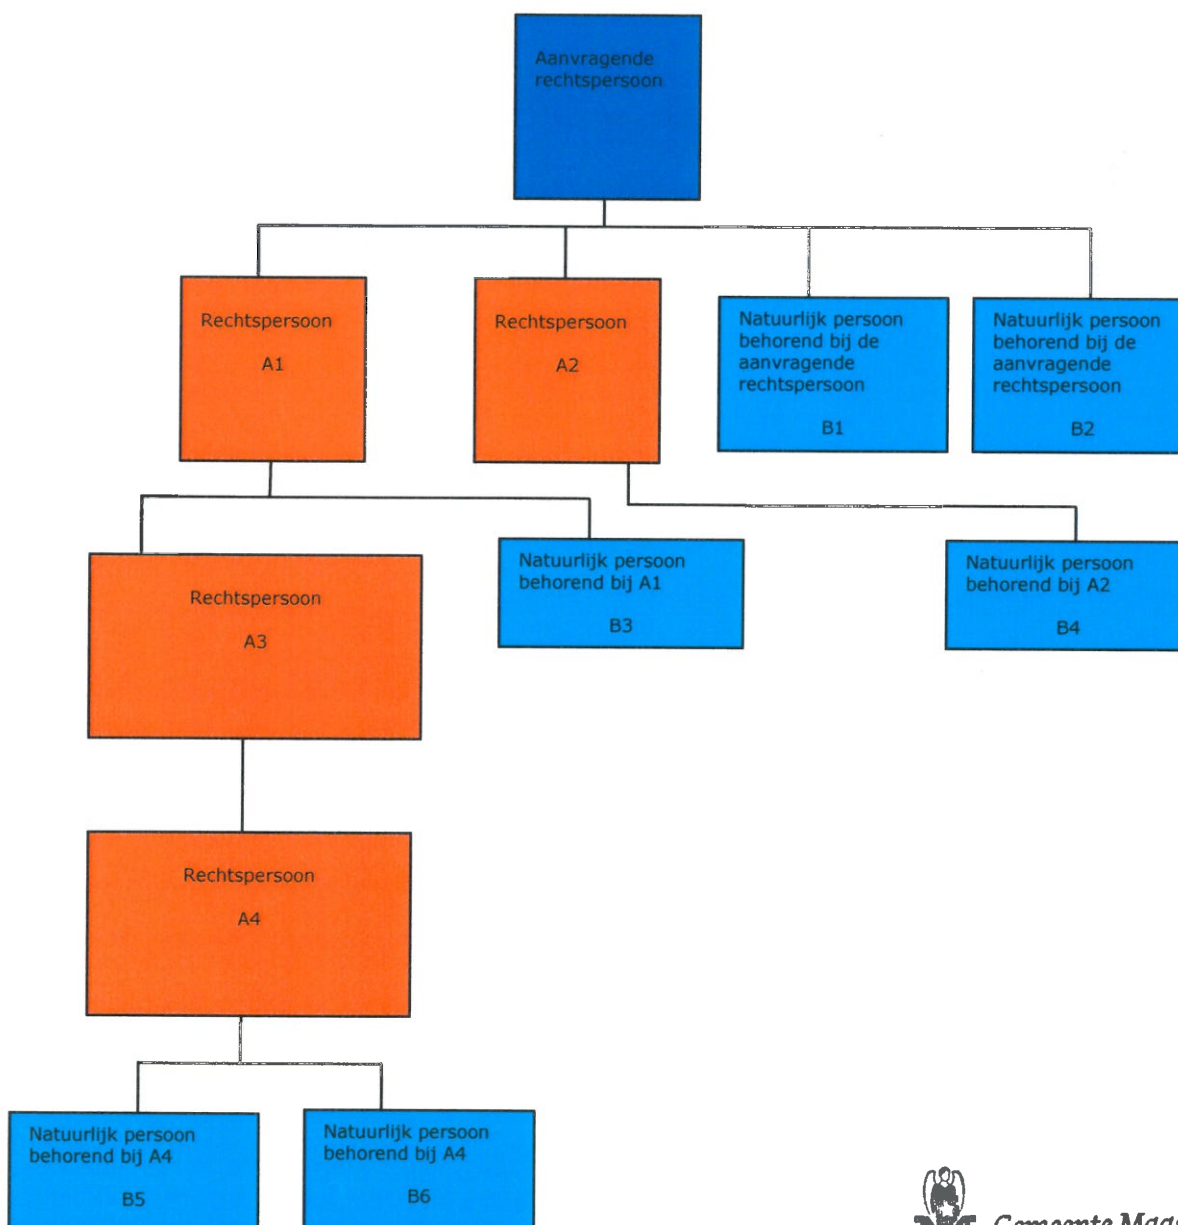 Aanvragende
rechtspersoon
Rechtspersoon
A1
Rechtspersoon
A2
Natuurlijk persoon
behorend bij de
aanvragende
rechtspersoon
B1
Natuurlijk persoon
behorend bij de
aanvragende
rechtspersoon
B2
Rechtspersoon
A3
Natuurlijk persoon
behorend bij A1
B3
Natuurlijk persoon
behorend bij A2
B4
Rechtspersoon
A4
Natuurlijk persoon
behorend bij A4
B5
Natuurlijk persoon
behorend bij A4
B6
Gemeente